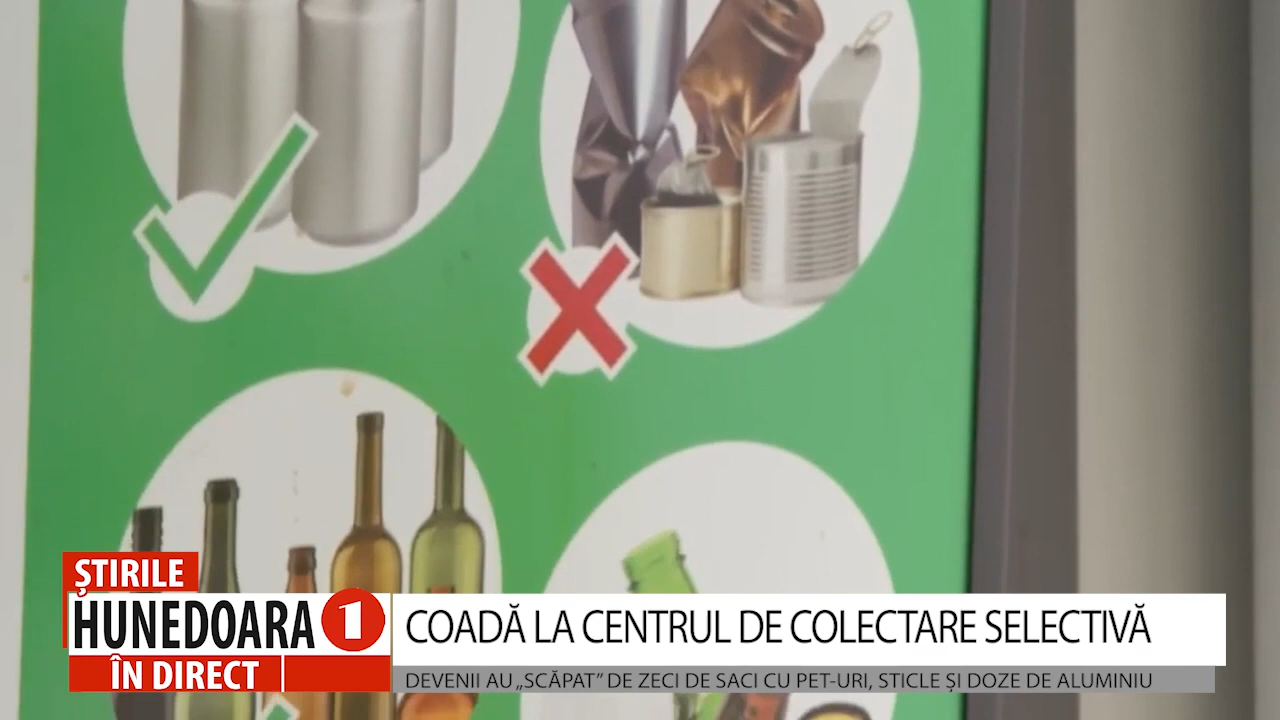 ȘTIRILE
HUNEDOARA 1
ÎN DIRECT
COADĂ LA CENTRUL DE COLECTARE SELECTIVĂ
DEVENII AU „SCĂPAT” DE ZECI DE SACI CU PET-URI, STICLE ȘI DOZE DE ALUMINIU